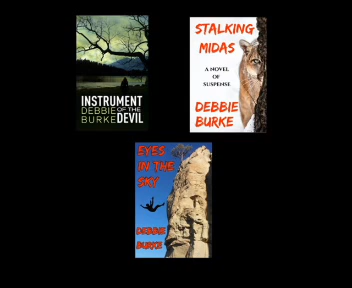 INSTRUMENT
DEBBIE OF THE
BURKE DEVIL
STALKING
MIDAS
A NOVEL
OF
SUSPENSE
DEBBIE
BURKE
EYES
IN THE
SKY
DEBBIE
BURKE